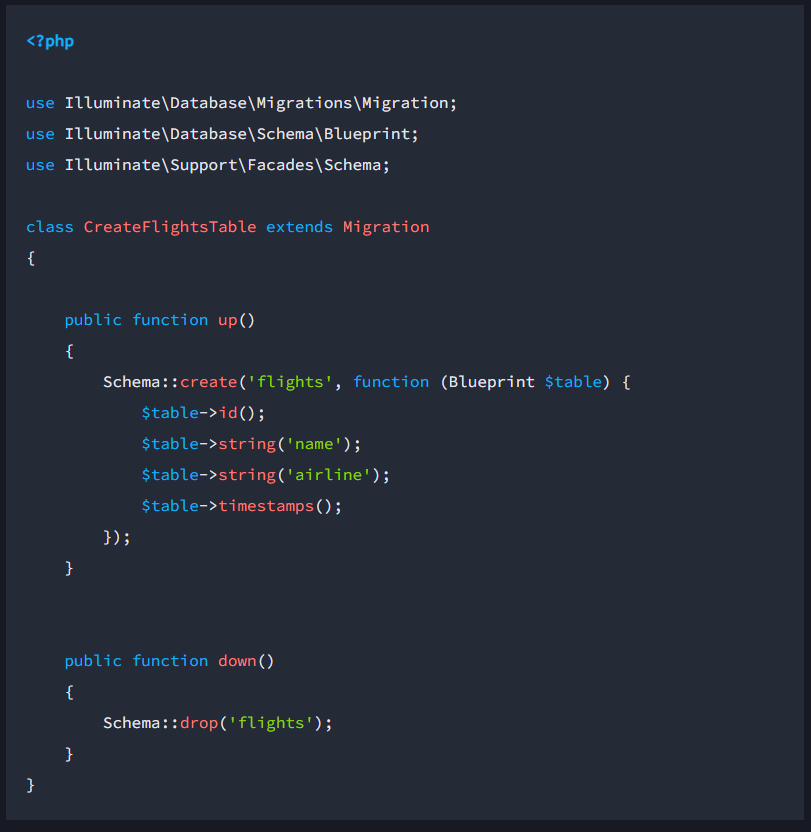 <?php
use Illuminate\Database\Migrations\Migration;
use Illuminate\Database\Schema\Blueprint;
use Illuminate\Support\Facades\Schema;
class CreateFlightsTable extends Migration
{
    public function up()
    {
        Schema::create('flights', function (Blueprint $table) {
            $table->id();
            $table->string('name');
            $table->string('airline');
            $table->timestamps();
        });
    }
    public function down()
    {
        Schema::drop('flights');
    }
}